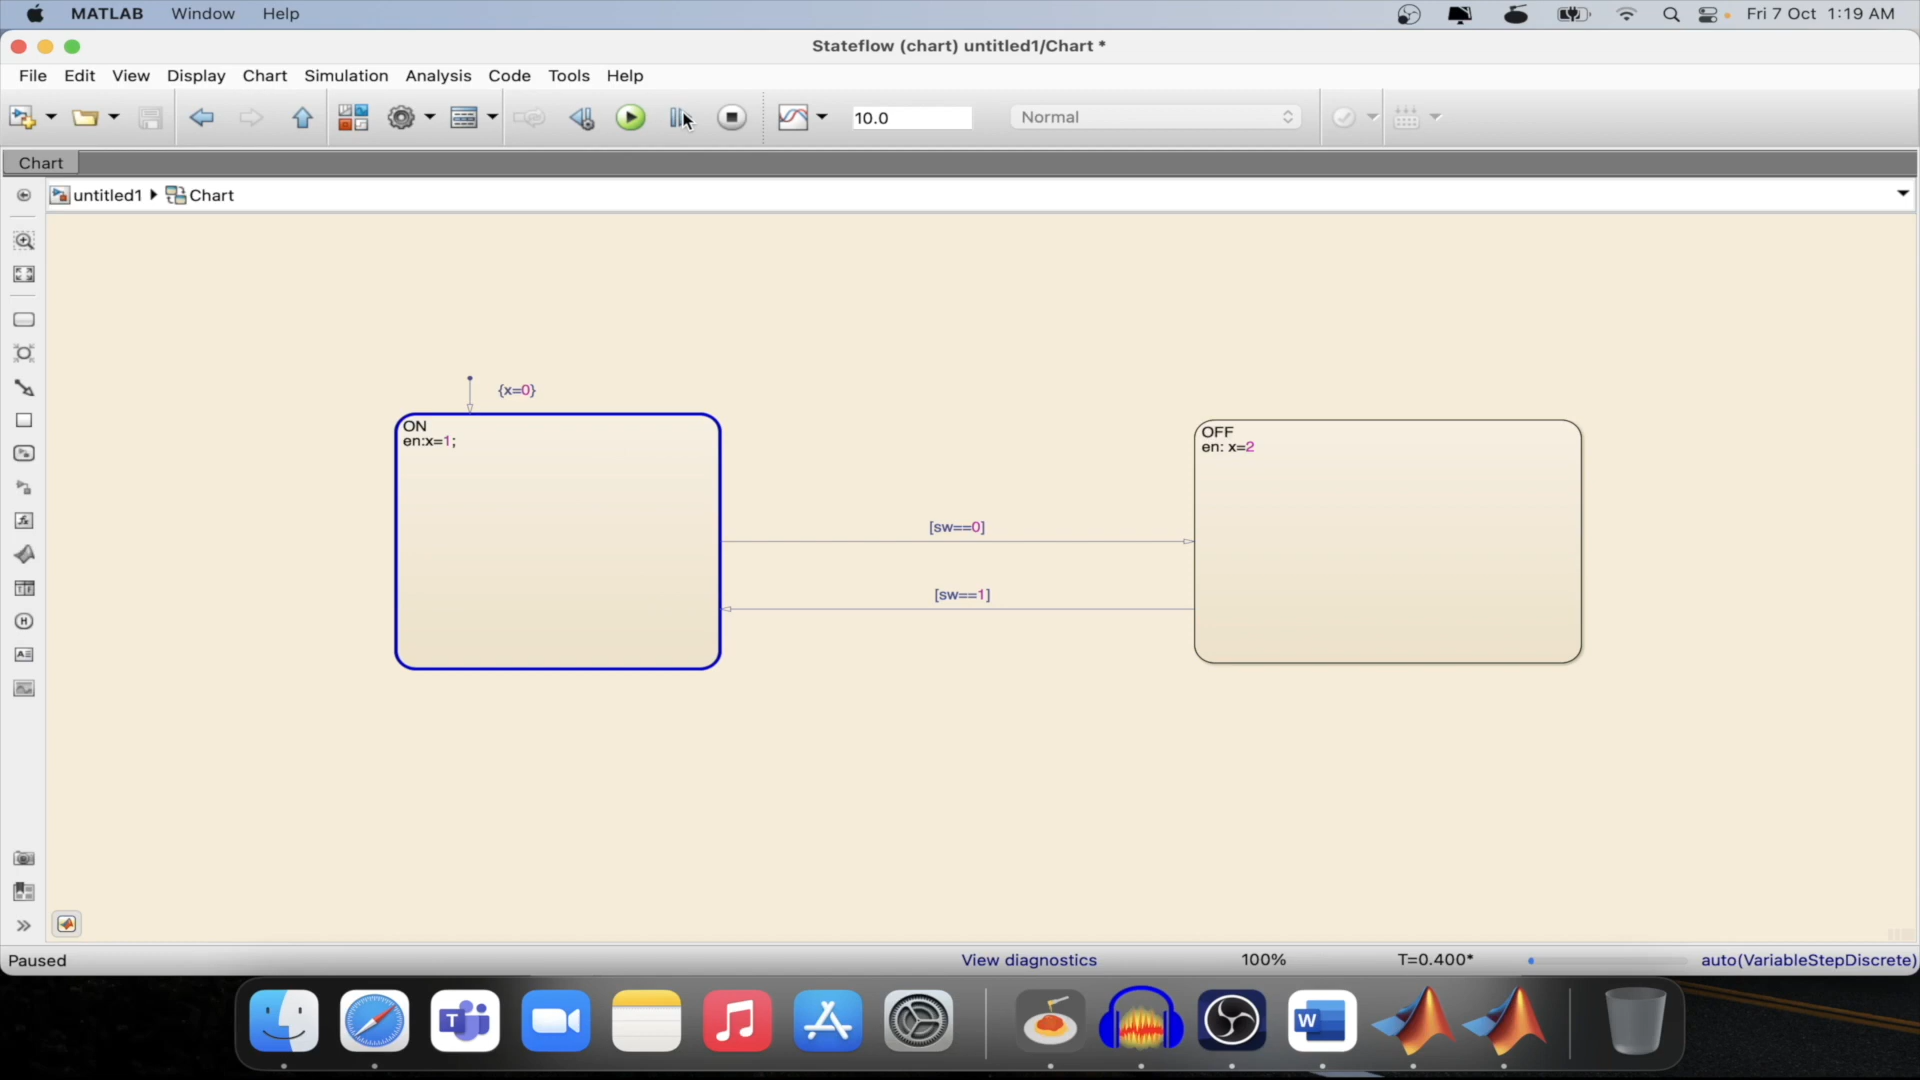 MATLAB Window Help Fri 7 Oct 1:19 AM
Stateflow (chart) untitled1/Chart *
File Edit View Display Chart Simulation Analysis Code Tools Help
10.0 Normal
Chart
untitled1 Chart
{x=0}
ON
en:x=1;
OFF
en: x=2
[sw==0]
[sw==1]
Paused View diagnostics 100% T=0.400* auto(VariableStepDiscrete)